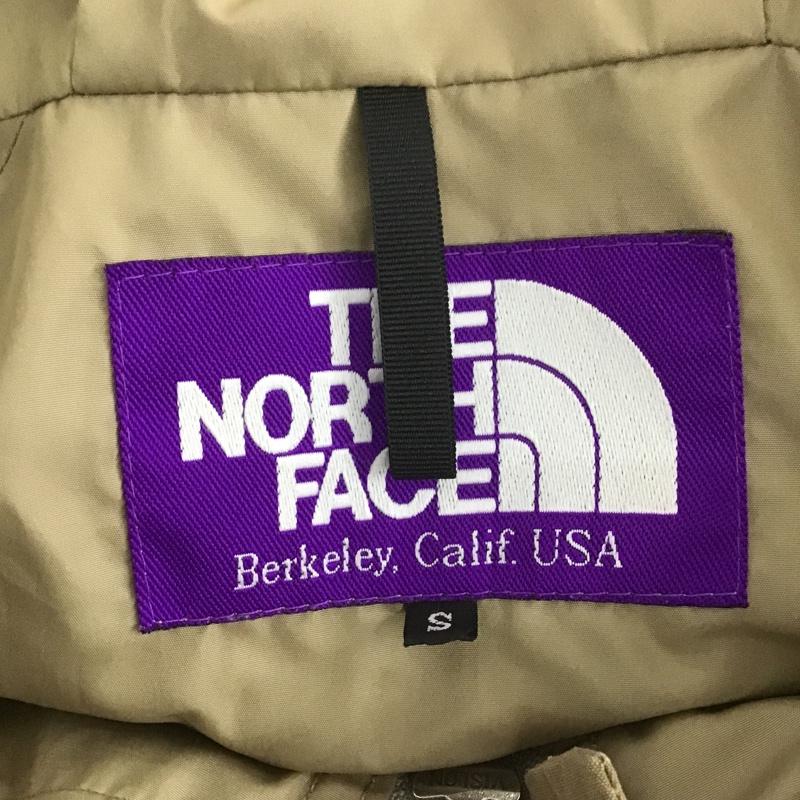 THE
NORTH
FACE
Berkeley, Calif. USA
S